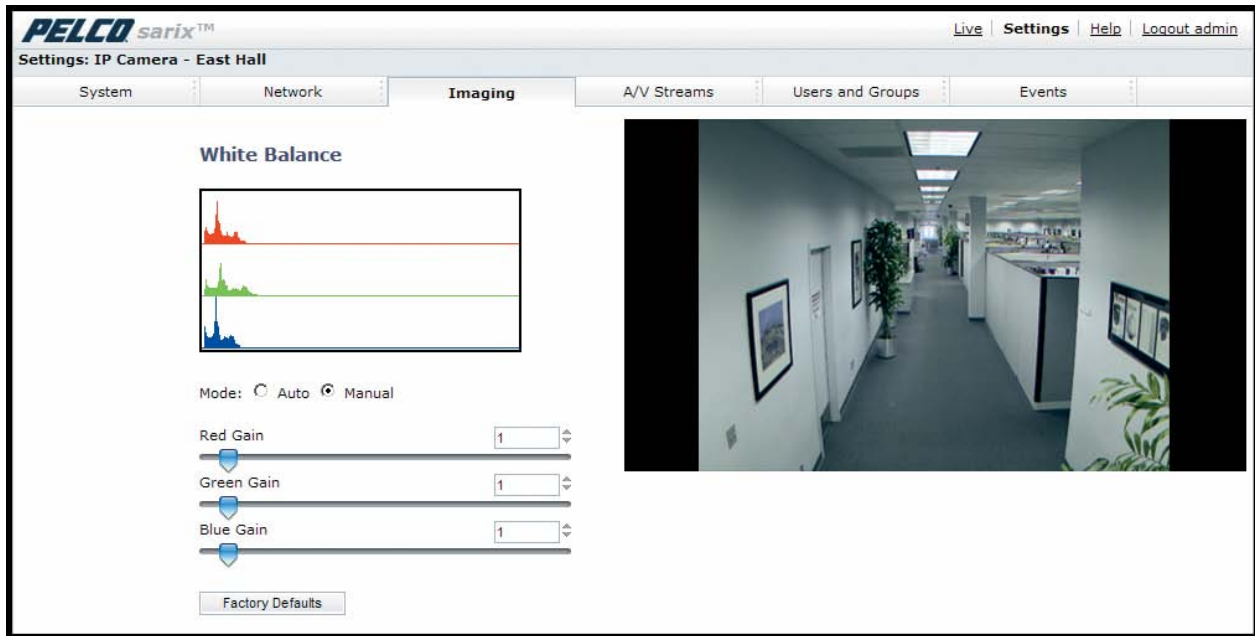 PELCO sarix™
Live | Settings | Help | Logout admin
Settings: IP Camera - East Hall
System Network Imaging A/V Streams Users and Groups Events
White Balance
Mode: Auto Manual
Red Gain 1
Green Gain 1
Blue Gain 1
Factory Defaults